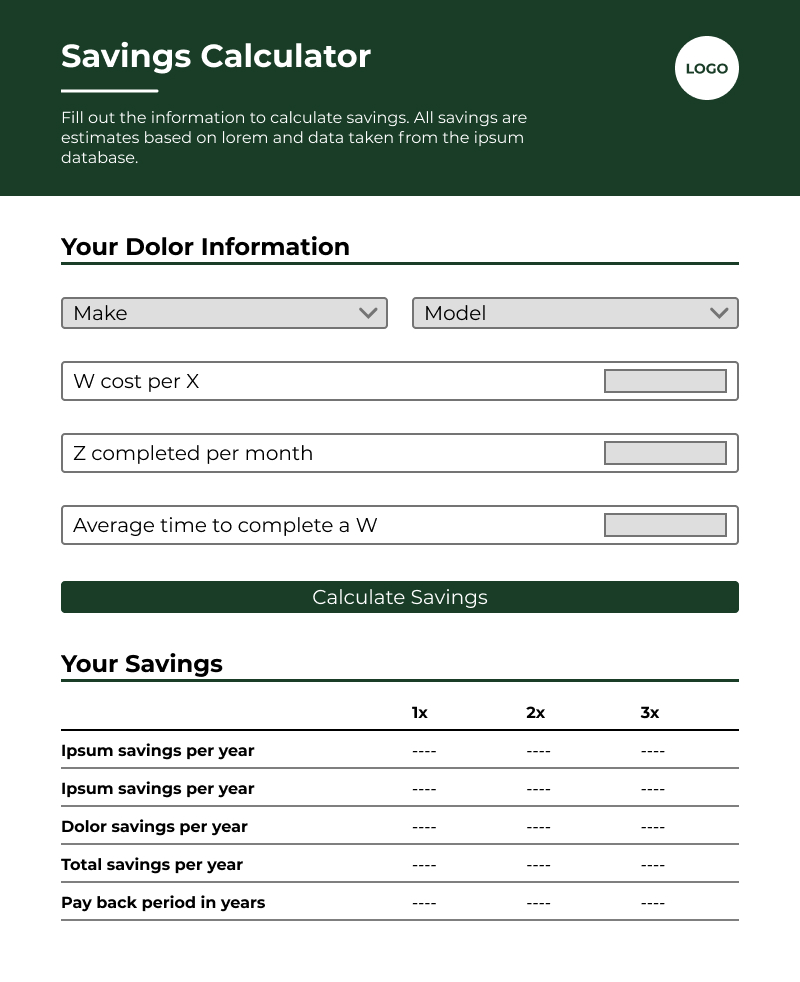 Savings Calculator
LOGO
Fill out the information to calculate savings. All savings are
estimates based on lorem and data taken from the ipsum
database.
Your Dolor Information
Make Model
W cost per X
Z completed per month
Average time to complete a W
Calculate Savings
Your Savings
1x 2x 3x
Ipsum savings per year ---- ---- ----
Ipsum savings per year ---- ---- ----
Dolor savings per year ---- ---- ----
Total savings per year ---- ---- ----
Pay back period in years ---- ---- ----